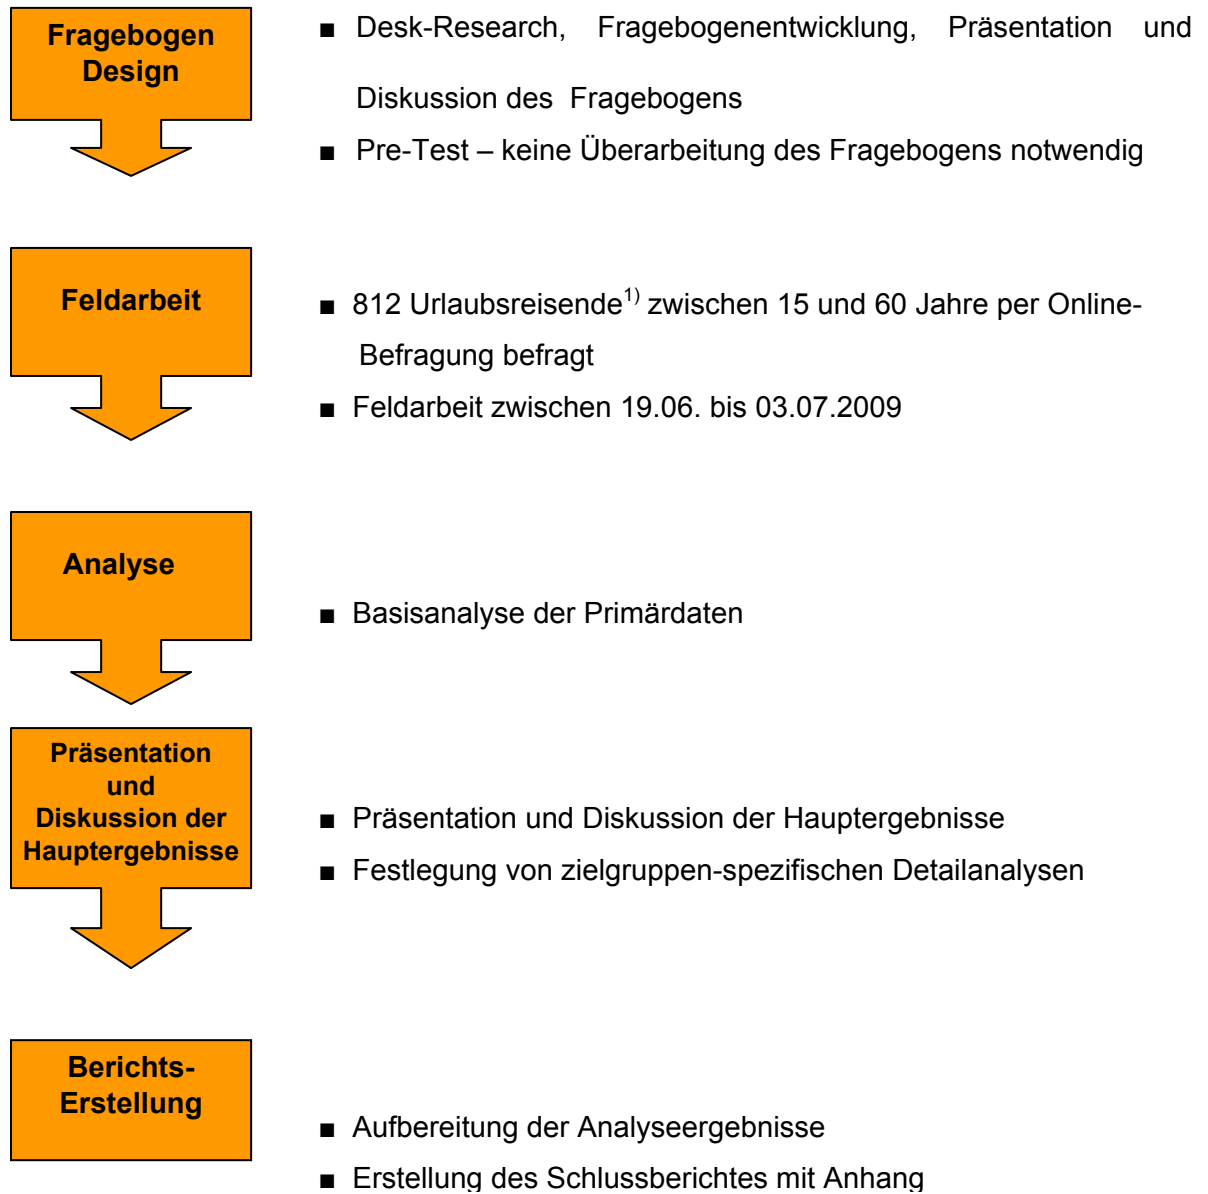 Fragebogen
Design
■ Desk-Research, Fragebogenentwicklung, Präsentation und
Diskussion des Fragebogens
■ Pre-Test – keine Überarbeitung des Fragebogens notwendig
Feldarbeit
■ 812 Urlaubsreisende1) zwischen 15 und 60 Jahre per Online-
Befragung befragt
■ Feldarbeit zwischen 19.06. bis 03.07.2009
Analyse
■ Basisanalyse der Primärdaten
Präsentation
und
Diskussion der
Hauptergebnisse
■ Präsentation und Diskussion der Hauptergebnisse
■ Festlegung von zielgruppen-spezifischen Detailanalysen
Berichts-
Erstellung
■ Aufbereitung der Analyseergebnisse
■ Erstellung des Schlussberichtes mit Anhang